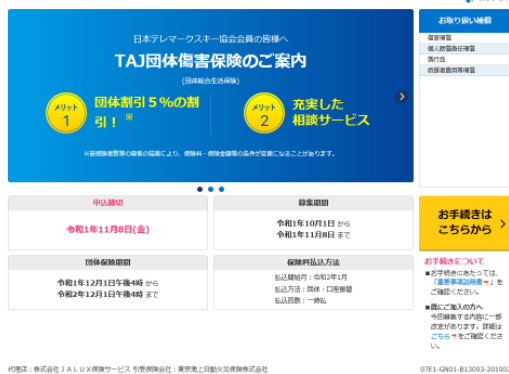 日本テレマークスキー協会会員の皆様へ
TAJ団体傷害保険のご案内
(団体総合生活保険)
メリット
1
団体割引５％の割
引！ ※
メリット
2
充実した
相談サービス
※被保険者数等の募集の結果により、保険料・保険金額等の条件が変更になることがあります。
お取り扱い補償
傷害補償
個人賠償責任補償
携行品
救援者費用等補償
申込締切
令和1年11月8日(金)
募集期間
令和1年10月1日 から
令和1年11月8日 まで
団体保険期間
令和1年12月1日午後4時 から
令和2年12月1日午後4時 まで
保険料払込方法
払込開始月：令和2年1月
払込方法：団体・口座振替
払込回数：一時払
お手続きは
こちらから
お手続きについて
■お手続きにあたっては、
「重要事項説明書」を
ご確認ください。
■既にご加入の方へ
今回募集する内容に一部
改定があります。詳細は
こちらをご確認くださ
い。
代理店：株式会社ＪＡＬＵＸ保険サービス 引受保険会社：東京海上日動火災保険株式会社
07E1-GN01-B13093-201902